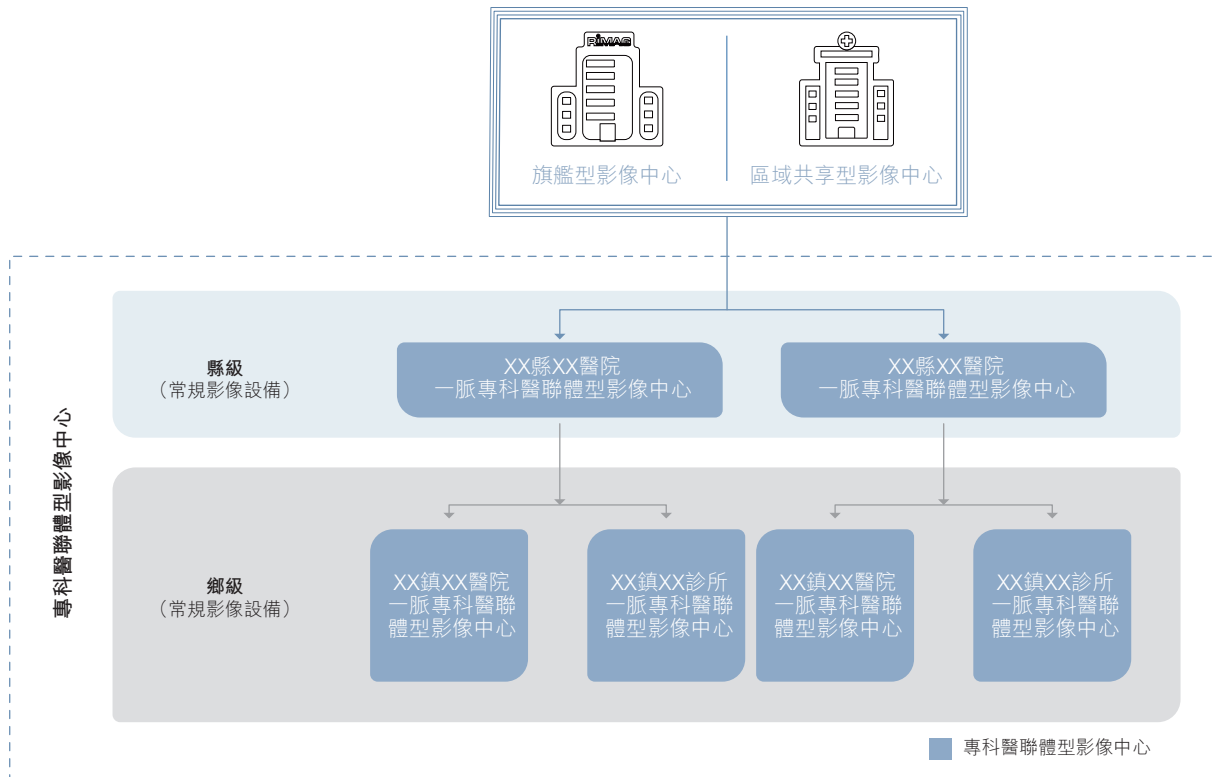 RIMAG
旗艦型影像中心
區域共享型影像中心
專科醫聯體型影像中心
縣級
（常規影像設備）
XX縣XX醫院
一脈專科醫聯體型影像中心
XX縣XX醫院
一脈專科醫聯體型影像中心
鄉級
（常規影像設備）
XX鎮XX醫院
一脈專科醫聯
體型影像中心
XX鎮XX診所
一脈專科醫聯
體型影像中心
XX鎮XX醫院
一脈專科醫聯
體型影像中心
XX鎮XX診所
一脈專科醫聯
體型影像中心
專科醫聯體型影像中心